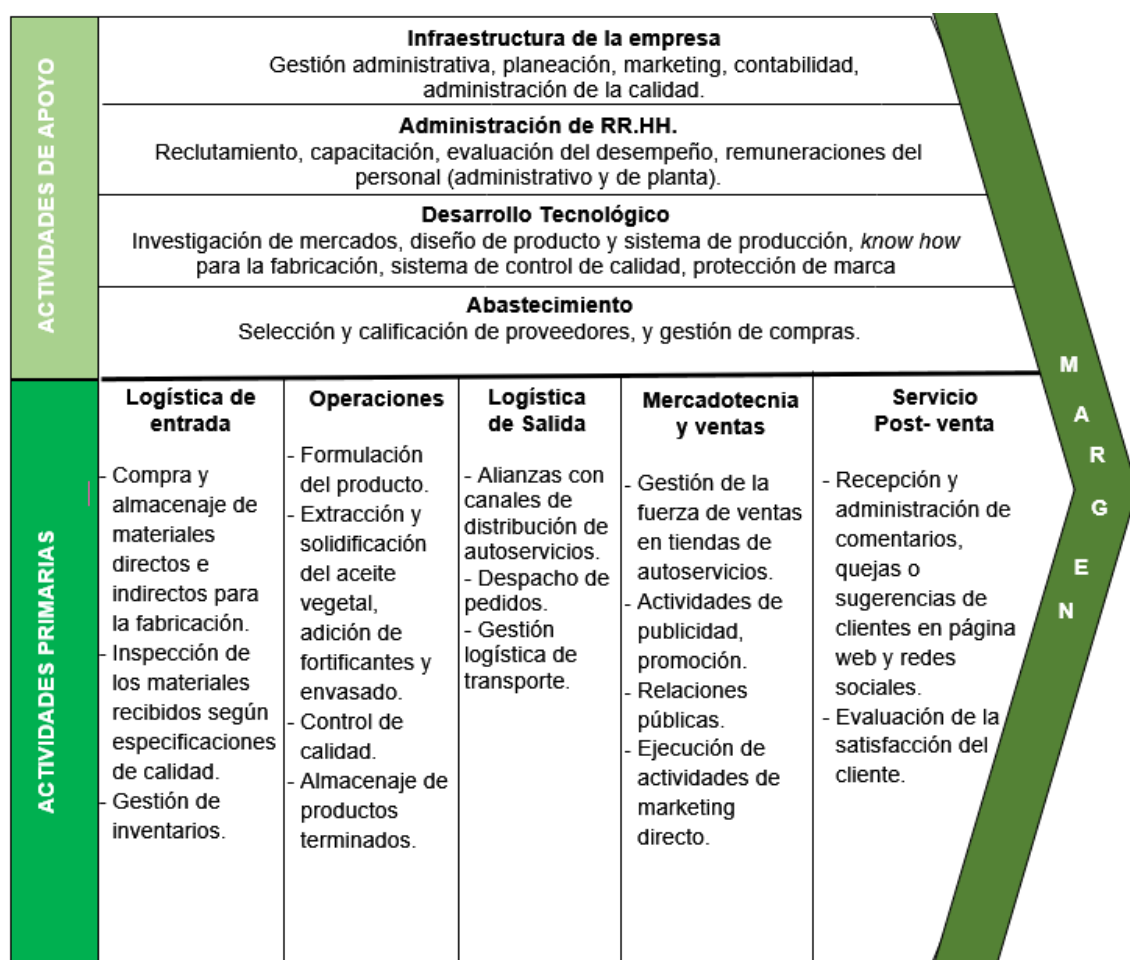 ACTIVIDADES DE APOYO
Infraestructura de la empresa
Gestión administrativa, planeación, marketing, contabilidad,
administración de la calidad.
Administración de RR.HH.
Reclutamiento, capacitación, evaluación del desempeño, remuneraciones del
personal (administrativo y de planta).
Desarrollo Tecnológico
Investigación de mercados, diseño de producto y sistema de producción, know how
para la fabricación, sistema de control de calidad, protección de marca
Abastecimiento
Selección y calificación de proveedores, y gestión de compras.
ACTIVIDADES PRIMARIAS
Logística de
entrada
- Compra y
almacenaje de
materiales
directos e
indirectos para
la fabricación.
- Inspección de
los materiales
recibidos según
especificaciones
de calidad.
- Gestión de
inventarios.
Operaciones
- Formulación
del producto.
- Extracción y
solidificación
del aceite
vegetal,
adición de
fortificantes y
envasado.
- Control de
calidad.
- Almacenaje de
productos
terminados.
Logística
de Salida
- Alianzas con
canales de
distribución de
autoservicios.
- Despacho de
pedidos.
- Gestión
logística de
transporte.
Mercadotecnia
y ventas
- Gestión de la
fuerza de ventas
en tiendas de
autoservicios.
- Actividades de
publicidad,
promoción.
- Relaciones
públicas.
- Ejecución de
actividades de
marketing
directo.
Servicio
Post- venta
- Recepción y
administración de
comentarios,
quejas o
sugerencias de
clientes en página
web y redes
sociales.
- Evaluación de la
satisfacción del
cliente.
MARGEN